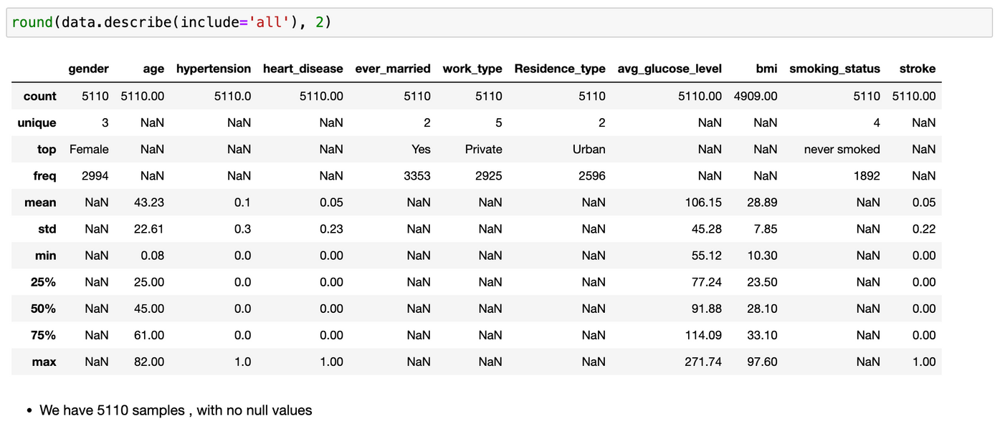 round(data.describe(include='all'), 2)
gender age hypertension heart_disease ever_married work_type Residence_type avg_glucose_level bmi smoking_status stroke
count 5110 5110.00 5110.0 5110.00 5110 5110 5110 5110.00 4909.00 5110 5110.00
unique 3 NaN NaN NaN 2 5 2 NaN NaN 4 NaN
top Female NaN NaN NaN Yes Private Urban NaN NaN never smoked NaN
freq 2994 NaN NaN NaN 3353 2925 2596 NaN NaN 1892 NaN
mean NaN 43.23 0.1 0.05 NaN NaN NaN 106.15 28.89 NaN 0.05
std NaN 22.61 0.3 0.23 NaN NaN NaN 45.28 7.85 NaN 0.22
min NaN 0.08 0.0 0.00 NaN NaN NaN 55.12 10.30 NaN 0.00
25% NaN 25.00 0.0 0.00 NaN NaN NaN 77.24 23.50 NaN 0.00
50% NaN 45.00 0.0 0.00 NaN NaN NaN 91.88 28.10 NaN 0.00
75% NaN 61.00 0.0 0.00 NaN NaN NaN 114.09 33.10 NaN 0.00
max NaN 82.00 1.0 1.00 NaN NaN NaN 271.74 97.60 NaN 1.00
• We have 5110 samples , with no null values